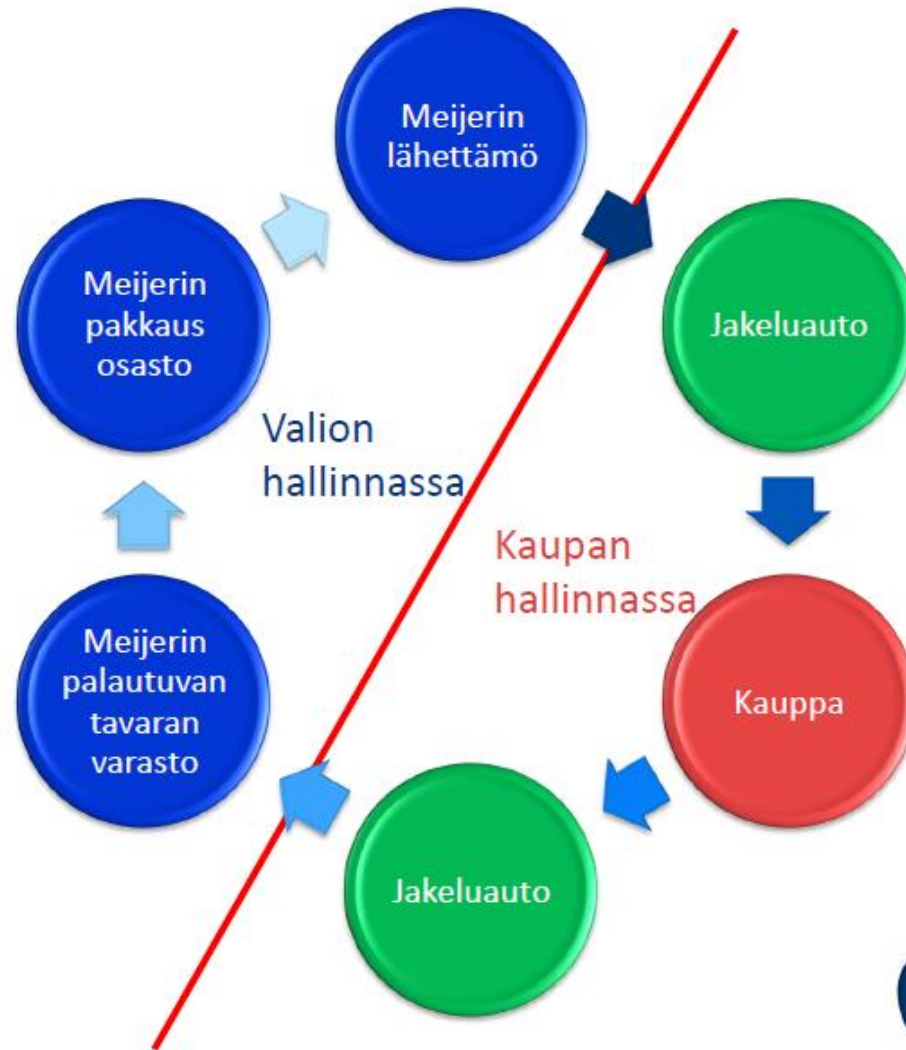 Meijerin
lähettämö
Meijerin
pakkaus
osasto
Jakeluauto
Valion
hallinnassa
Kaupan
hallinnassa
Meijerin
palautuvan
tavaran
varasto
Kauppa
Jakeluauto